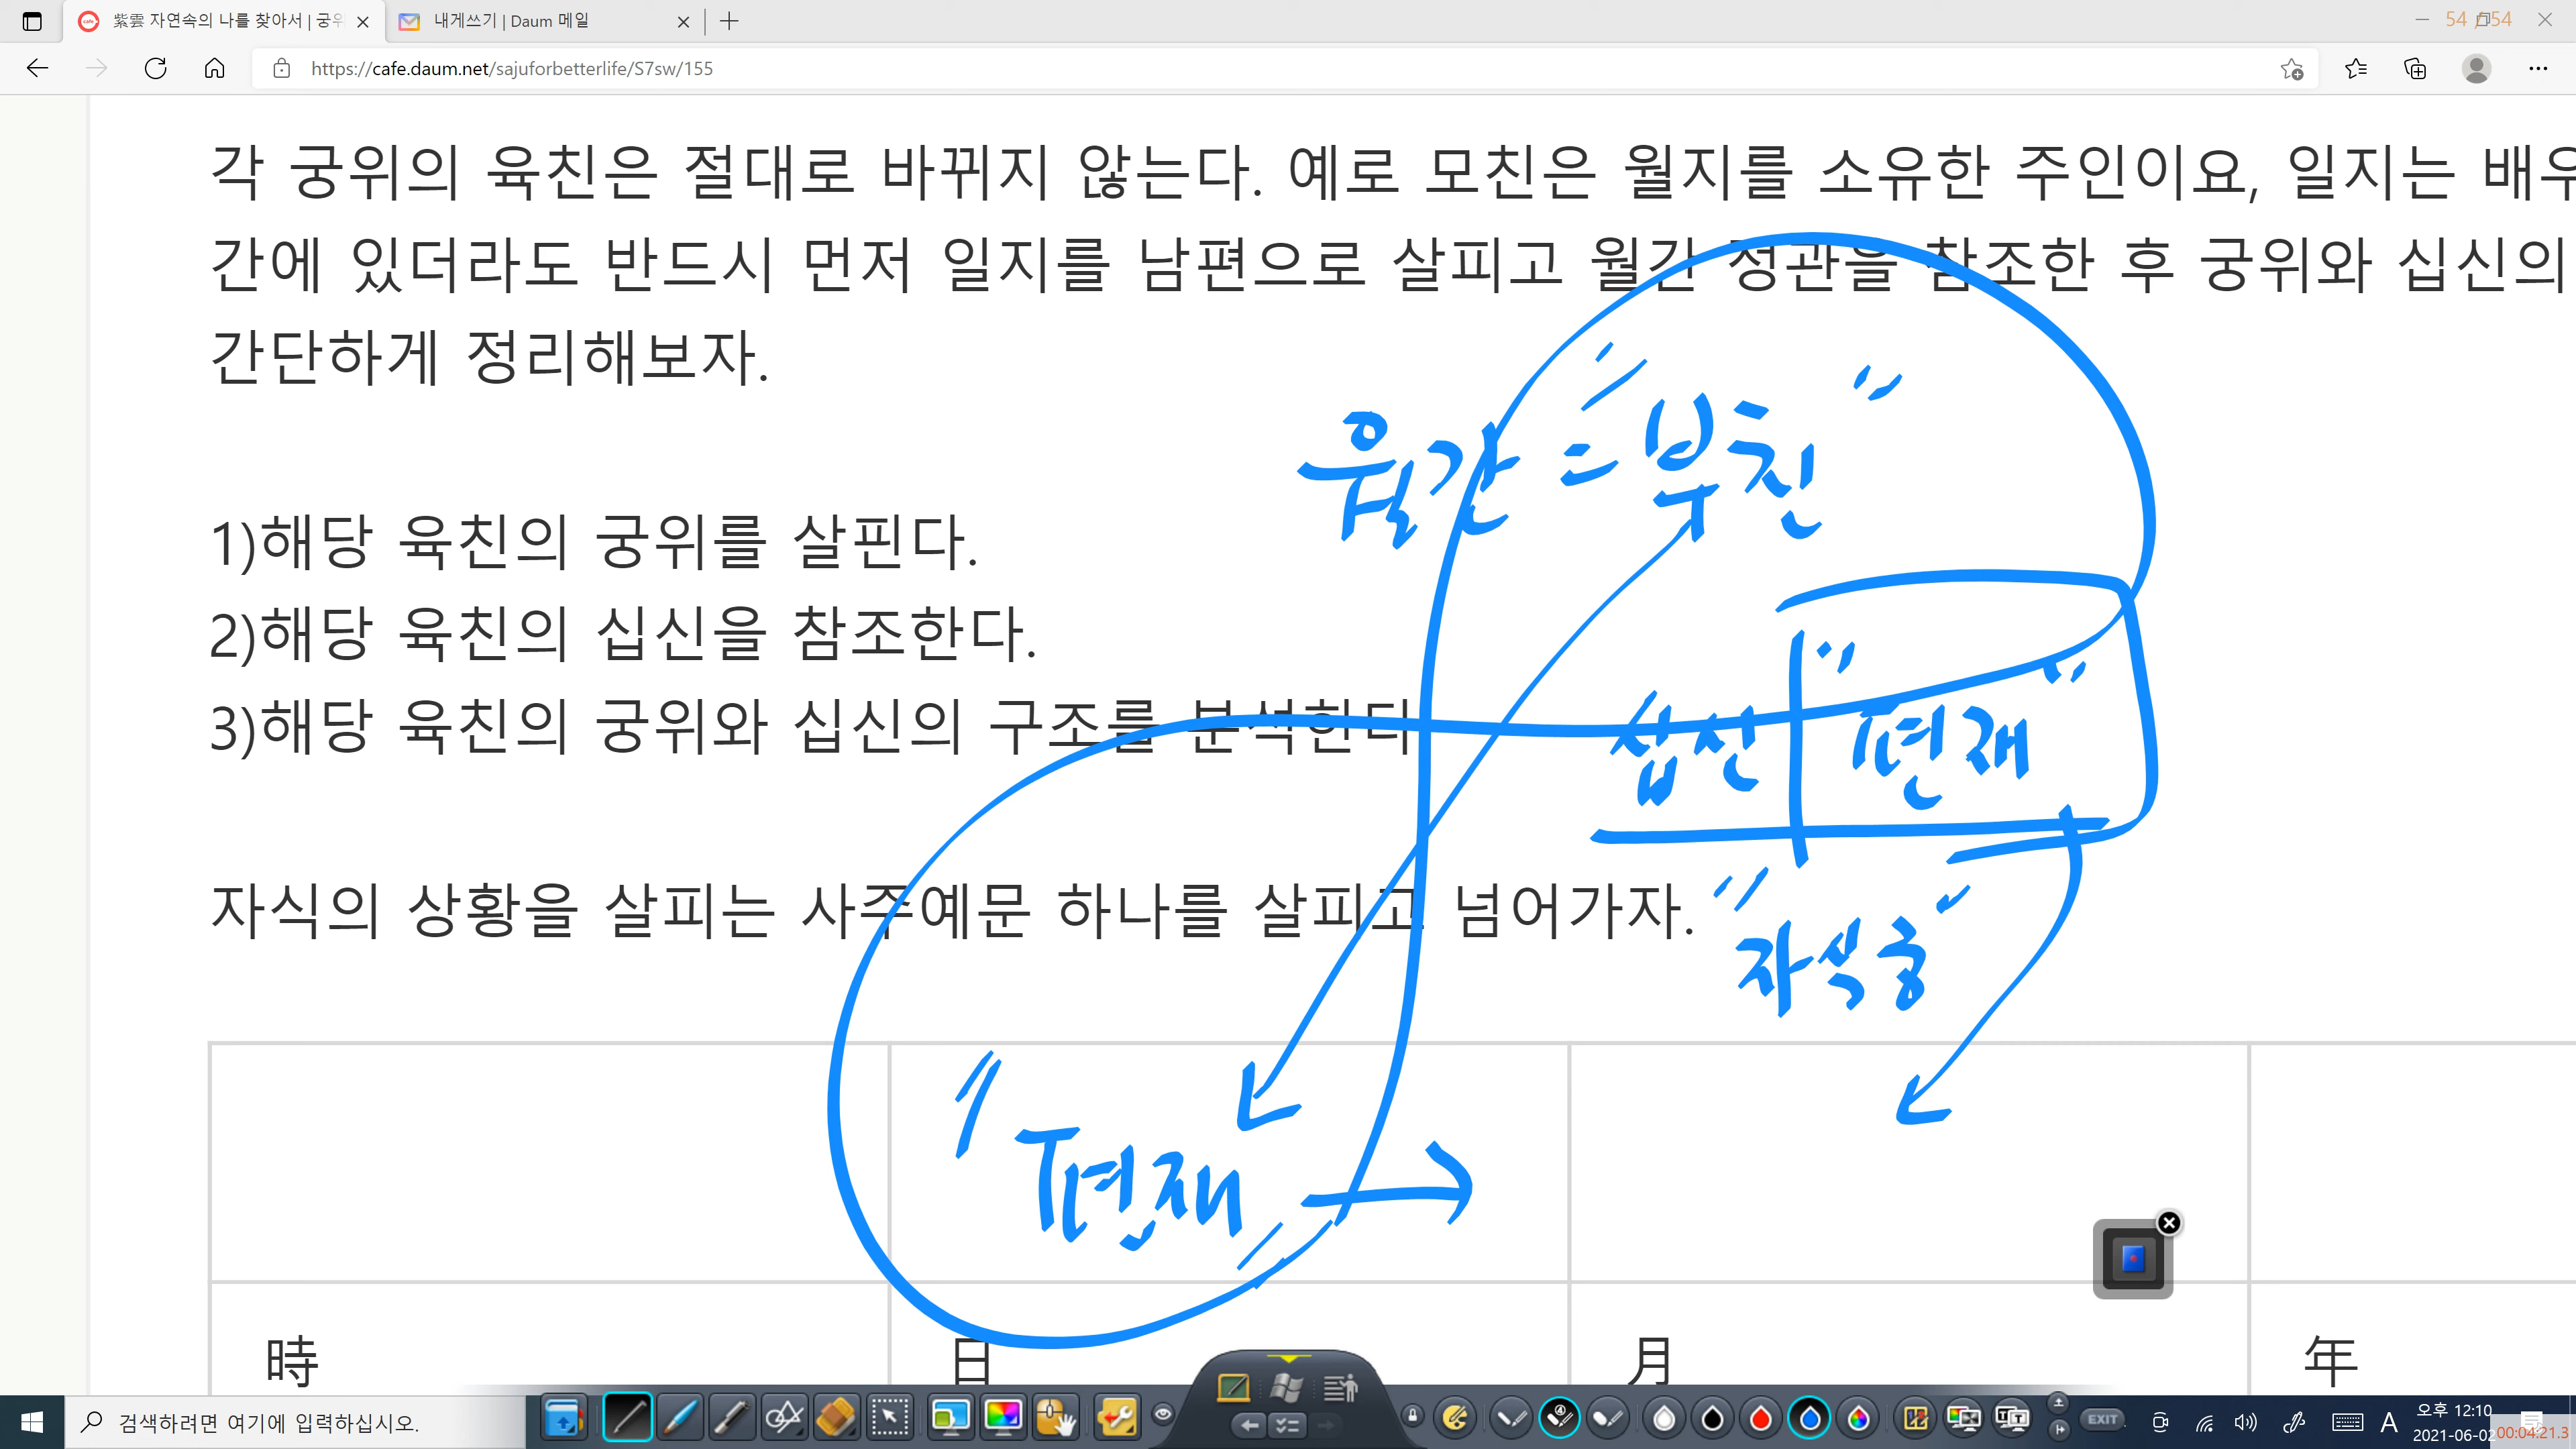 紫雲 자연속의 나를 찾아서 | 궁위
내게쓰기 | Daum 메일
54 / 54
https://cafe.daum.net/sajuforbetterlife/S7sw/155
각 궁위의 육친은 절대로 바뀌지 않는다. 예로 모친은 월지를 소유한 주인이요, 일지는 배우
간에 있더라도 반드시 먼저 일지를 남편으로 살피고 월간 정관을 참조한 후 궁위와 십신의
간단하게 정리해보자.
월간 = "부친"
1)해당 육친의 궁위를 살핀다.
2)해당 육친의 십신을 참조한다.
3)해당 육친의 궁위와 십신의 구조를 분석한다
십신 "편재"
자식의 상황을 살피는 사주예문 하나를 살피고 넘어가자.
"자식궁"
"편재" →
時 日 月 年
검색하려면 여기에 입력하십시오.
EXIT
A
오후 12:10
2021-06-02
00:04:21.3